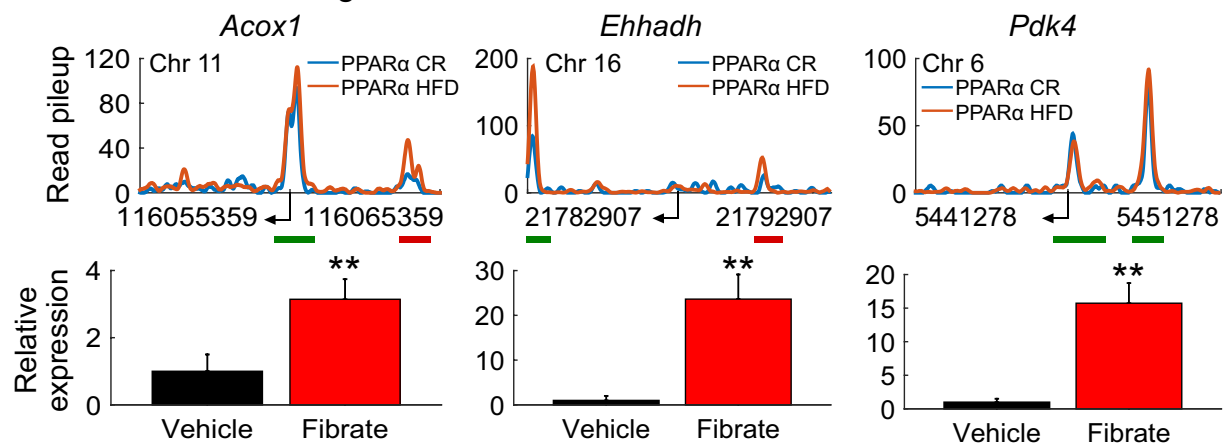 Acox1
Ehhadh
Pdk4
Read pileup
120
80
40
0
Chr 11
PPARα CR
PPARα HFD
116055359
116065359
200
100
0
Chr 16
PPARα CR
PPARα HFD
21782907
21792907
100
50
0
Chr 6
PPARα CR
PPARα HFD
5441278
5451278
Relative
expression
4
2
0
**
Vehicle
Fibrate
30
20
10
0
**
Vehicle
Fibrate
20
15
10
5
0
**
Vehicle
Fibrate